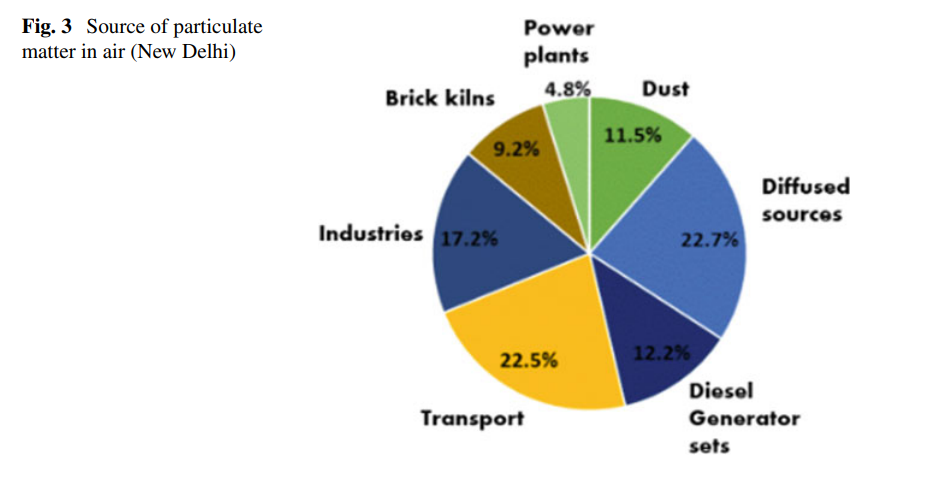 Fig. 3 Source of particulate
matter in air (New Delhi)
Power
plants
4.8%
Dust
11.5%
Brick kilns
9.2%
Diffused
sources
22.7%
Industries
17.2%
12.2%
Diesel
Generator
sets
22.5%
Transport